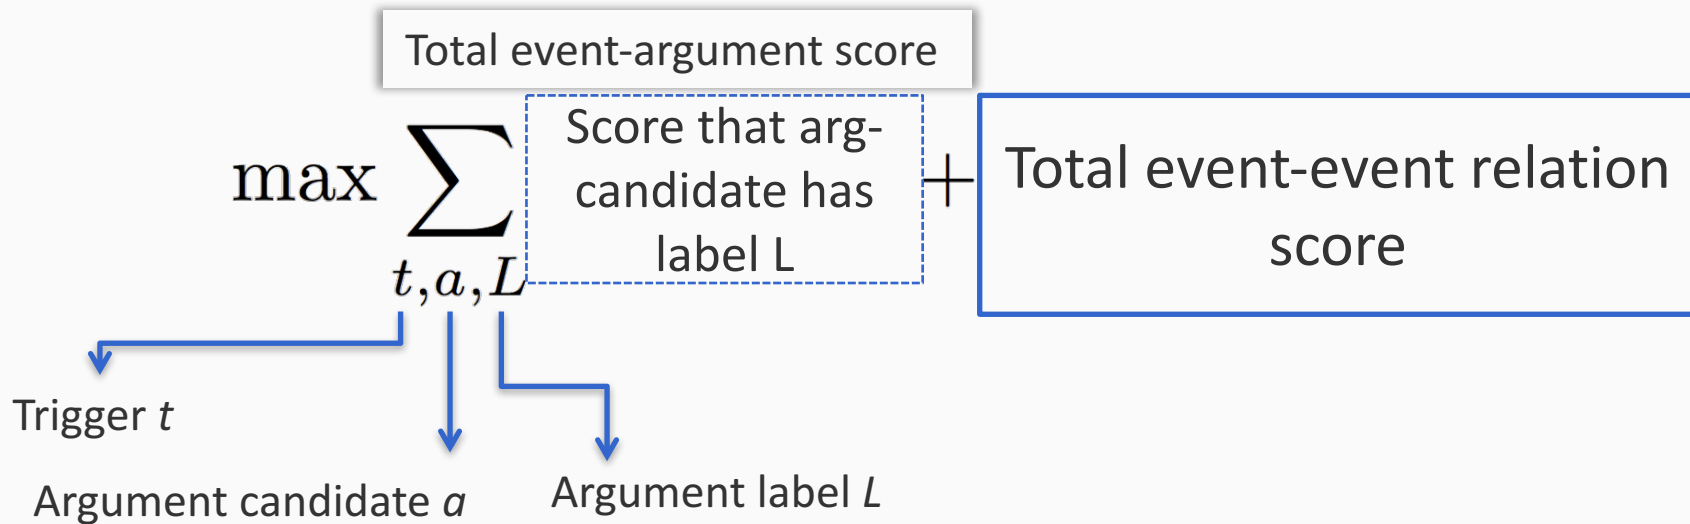 Total event-argument score
max ∑ t,a,L
Score that arg-
candidate has
label L
+
Total event-event relation
score
Trigger t
Argument candidate a
Argument label L